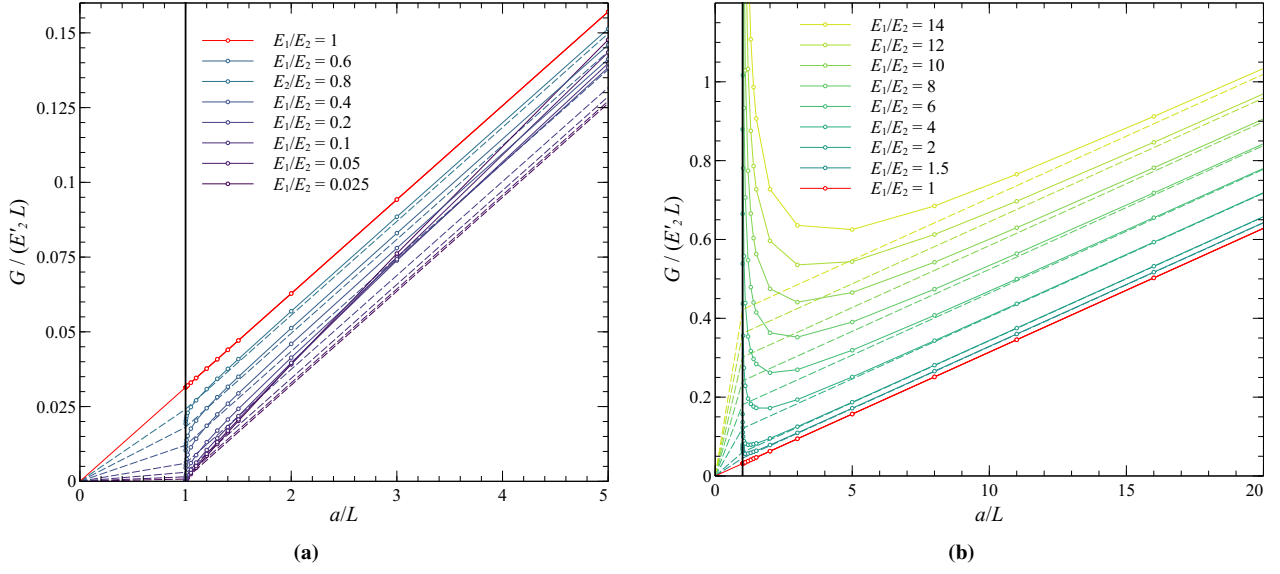 0.15
0.125
0.1
0.075
0.05
0.025
0
G / (E′₂ L)
E₁/E₂ = 1
E₁/E₂ = 0.6
E₂/E₂ = 0.8
E₁/E₂ = 0.4
E₁/E₂ = 0.2
E₁/E₂ = 0.1
E₁/E₂ = 0.05
E₁/E₂ = 0.025
0 1 2 3 4 5
a/L
(a)
1
0.8
0.6
0.4
0.2
0
G / (E′₂ L)
E₁/E₂ = 14
E₁/E₂ = 12
E₁/E₂ = 10
E₁/E₂ = 8
E₁/E₂ = 6
E₁/E₂ = 4
E₁/E₂ = 2
E₁/E₂ = 1.5
E₁/E₂ = 1
0 5 10 15 20
a/L
(b)